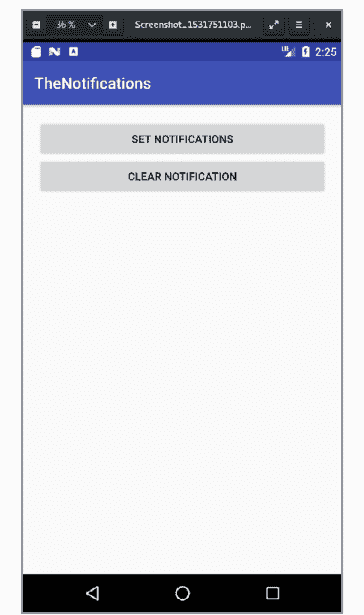 36% Screenshot_1531751103.p...
2:25
TheNotifications
SET NOTIFICATIONS
CLEAR NOTIFICATION